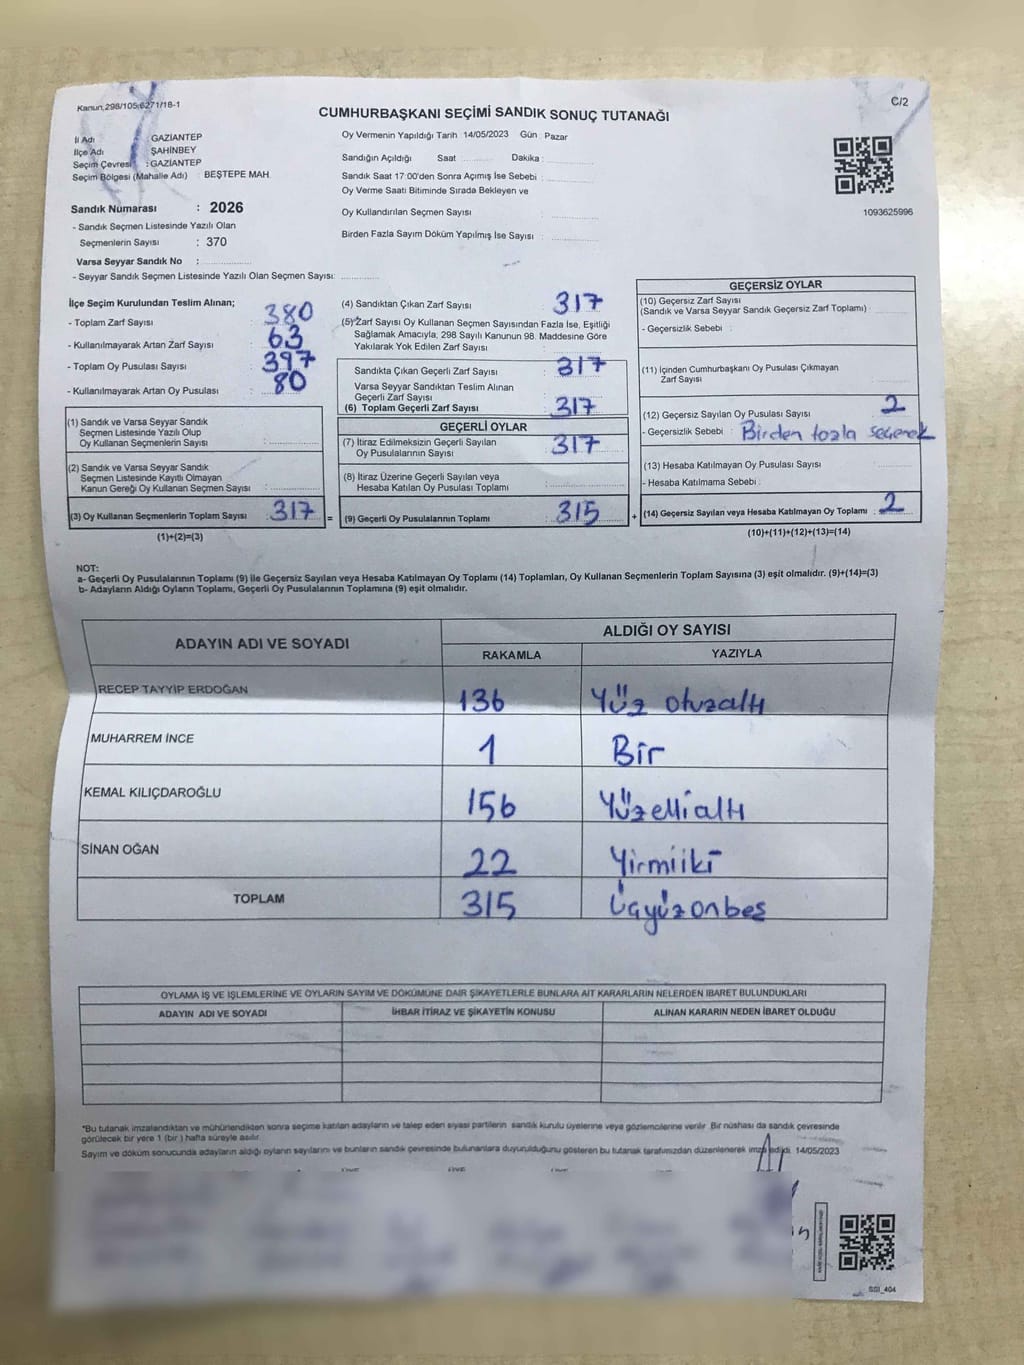 Kanun,298/105;6271/18-1
C/2
CUMHURBAŞKANI SEÇİMİ SANDIK SONUÇ TUTANAĞI
İl Adı : GAZİANTEP
İlçe Adı : ŞAHİNBEY
Seçim Çevresi : GAZİANTEP
Seçim Bölgesi (Mahalle Adı) : BEŞTEPE MAH.
Sandık Numarası : 2026
- Sandık Seçmen Listesinde Yazılı Olan
Seçmenlerin Sayısı : 370
Varsa Seyyar Sandık No :
- Seyyar Sandık Seçmen Listesinde Yazılı Olan Seçmen Sayısı:
Oy Vermenin Yapıldığı Tarih 14/05/2023 Gün Pazar
Sandığın Açıldığı Saat Dakika :
Sandık Saat 17:00'den Sonra Açımış İse Sebebi :
Oy Verme Saati Bitiminde Sırada Bekleyen ve
Oy Kullandırılan Seçmen Sayısı :
Birden Fazla Sayım Döküm Yapılmış İse Sayısı :
1093625996
İlçe Seçim Kurulundan Teslim Alınan;
- Toplam Zarf Sayısı : 380
- Kullanılmayarak Artan Zarf Sayısı : 63
- Toplam Oy Pusulası Sayısı : 397
- Kullanılmayarak Artan Oy Pusulası : 80
(1) Sandık ve Varsa Seyyar Sandık
Seçmen Listesinde Yazılı Olup
Oy Kullanan Seçmenlerin Sayısı :
(2) Sandık ve Varsa Seyyar Sandık
Seçmen Listesinde Kayıtlı Olmayan
Kanun Gereği Oy Kullanan Seçmen Sayısı :
(3) Oy Kullanan Seçmenlerin Toplam Sayısı : 317
(1)+(2)=(3)
=
(4) Sandıktan Çıkan Zarf Sayısı : 317
(5) Zarf Sayısı Oy Kullanan Seçmen Sayısından Fazla İse, Eşitliği
Sağlamak Amacıyla, 298 Sayılı Kanunun 98. Maddesine Göre
Yakılarak Yok Edilen Zarf Sayısı :
Sandıkta Çıkan Geçerli Zarf Sayısı : 317
Varsa Seyyar Sandıktan Teslim Alınan
Geçerli Zarf Sayısı :
(6) Toplam Geçerli Zarf Sayısı : 317
GEÇERLİ OYLAR
(7) İtiraz Edilmeksizin Geçerli Sayılan
Oy Pusulalarının Sayısı : 317
(8) İtiraz Üzerine Geçerli Sayılan veya
Hesaba Katılan Oy Pusulası Toplamı :
(9) Geçerli Oy Pusulalarının Toplamı : 315
+
GEÇERSİZ OYLAR
(10) Geçersiz Zarf Sayısı
(Sandık ve Varsa Seyyar Sandık Geçersiz Zarf Toplamı) :
- Geçersizlik Sebebi :
(11) İçinden Cumhurbaşkanı Oy Pusulası Çıkmayan
Zarf Sayısı :
(12) Geçersiz Sayılan Oy Pusulası Sayısı 2
- Geçersizlik Sebebi : Birden fazla seçenek
(13) Hesaba Katılmayan Oy Pusulası Sayısı
- Hesaba Katılmama Sebebi :
(14) Geçersiz Sayılan veya Hesaba Katılmayan Oy Toplamı : 2
(10)+(11)+(12)+(13)=(14)
NOT:
a- Geçerli Oy Pusulalarının Toplamı (9) ile Geçersiz Sayılan veya Hesaba Katılmayan Oy Toplamı (14) Toplamları, Oy Kullanan Seçmenlerin Toplam Sayısına (3) eşit olmalıdır. (9)+(14)=(3)
b- Adayların Aldığı Oyların Toplamı, Geçerli Oy Pusulalarının Toplamına (9) eşit olmalıdır.
ADAYIN ADI VE SOYADI ALDIĞI OY SAYISI
RAKAMLA YAZIYLA
RECEP TAYYİP ERDOĞAN 136 Yüz otuzaltı
MUHARREM İNCE 1 Bir
KEMAL KILIÇDAROĞLU 156 Yüzelli altı
SİNAN OĞAN 22 Yirmiiki
TOPLAM 315 Üçyüzonbeş
OYLAMA İŞ VE İŞLEMLERİNE VE OYLARIN SAYIM VE DÖKÜMÜNE DAİR ŞİKAYETLERLE BUNLARA AİT KARARLARIN NELERDEN İBARET BULUNDUKLARI
ADAYIN ADI VE SOYADI İHBAR İTİRAZ VE ŞİKAYETİN KONUSU ALINAN KARARIN NEDEN İBARET OLDUĞU
*Bu tutanak imzalandıktan ve mühürlendikten sonra seçime katılan adayların ve talep eden siyasi partilerin sandık kurulu üyelerine veya gözlemcilerine verilir. Bir nüshası da sandık çevresinde
görülecek bir yere 1 (bir ) hafta süreyle asılır.
Sayım ve döküm sonucunda adayların aldığı oyların sayılarını ve bunların sandık çevresinde bulunanlara duyurulduğunu gösteren bu tutanak tarafımızdan düzenlenerek imza edildi. 14/05/2023
SSI_404